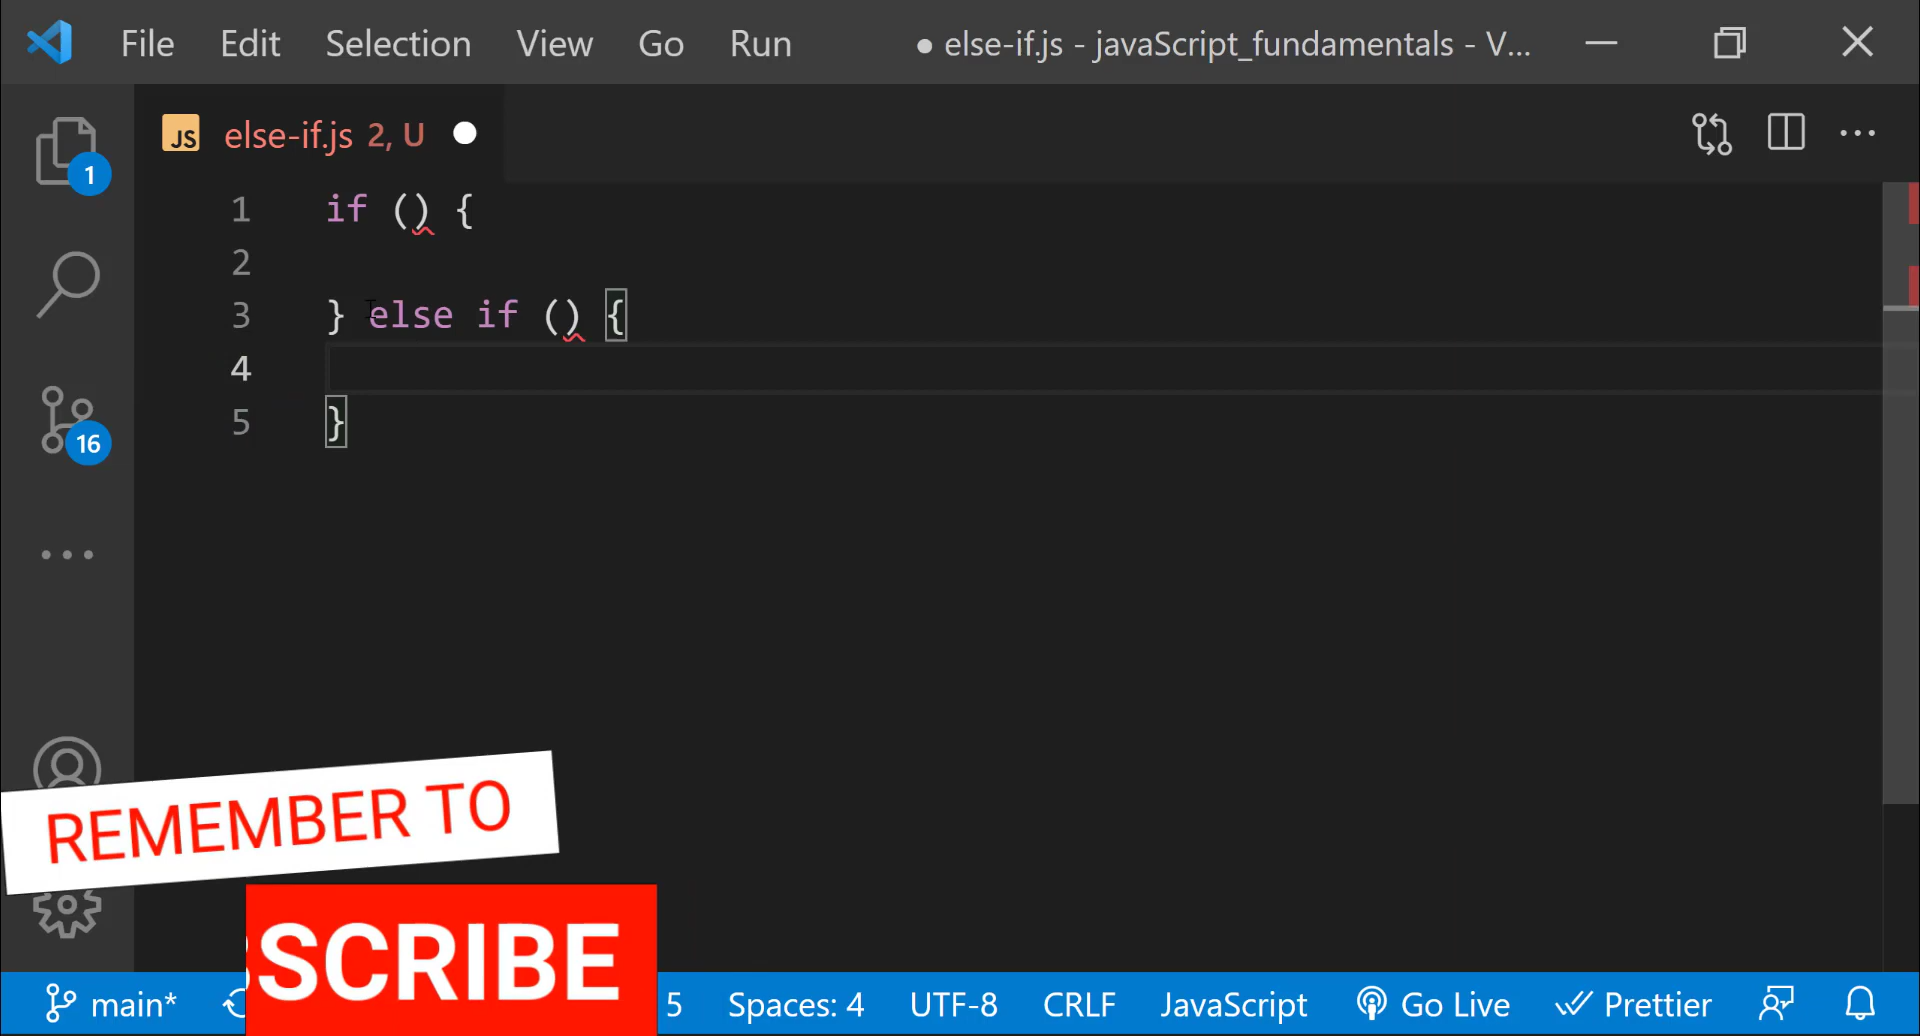 File Edit Selection View Go Run ● else-if.js - javaScript_fundamentals - V...
JS else-if.js 2, U
1
1 if () {
2
3 } else if () {
4
5 }
16
REMEMBER TO
SCRIBE
main* 5 Spaces: 4 UTF-8 CRLF JavaScript Go Live Prettier